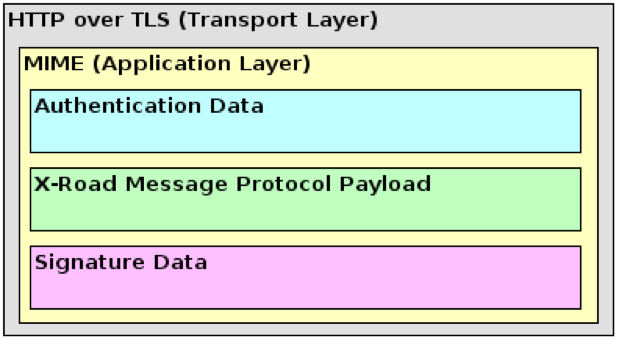 HTTP over TLS (Transport Layer)
MIME (Application Layer)
Authentication Data
X-Road Message Protocol Payload
Signature Data